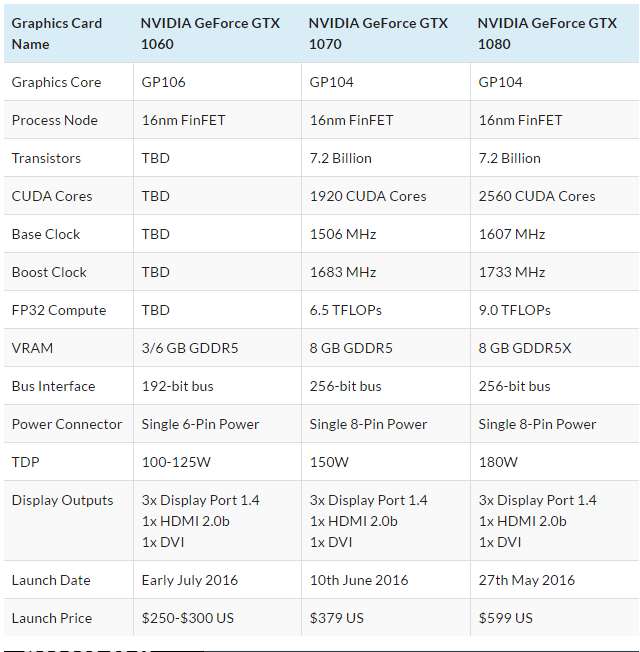 Graphics Card Name NVIDIA GeForce GTX 1060 NVIDIA GeForce GTX 1070 NVIDIA GeForce GTX 1080
Graphics Core GP106 GP104 GP104
Process Node 16nm FinFET 16nm FinFET 16nm FinFET
Transistors TBD 7.2 Billion 7.2 Billion
CUDA Cores TBD 1920 CUDA Cores 2560 CUDA Cores
Base Clock TBD 1506 MHz 1607 MHz
Boost Clock TBD 1683 MHz 1733 MHz
FP32 Compute TBD 6.5 TFLOPs 9.0 TFLOPs
VRAM 3/6 GB GDDR5 8 GB GDDR5 8 GB GDDR5X
Bus Interface 192-bit bus 256-bit bus 256-bit bus
Power Connector Single 6-Pin Power Single 8-Pin Power Single 8-Pin Power
TDP 100-125W 150W 180W
Display Outputs 3x Display Port 1.4 3x Display Port 1.4 3x Display Port 1.4
1x HDMI 2.0b 1x HDMI 2.0b 1x HDMI 2.0b
1x DVI 1x DVI 1x DVI
Launch Date Early July 2016 10th June 2016 27th May 2016
Launch Price $250-$300 US $379 US $599 US